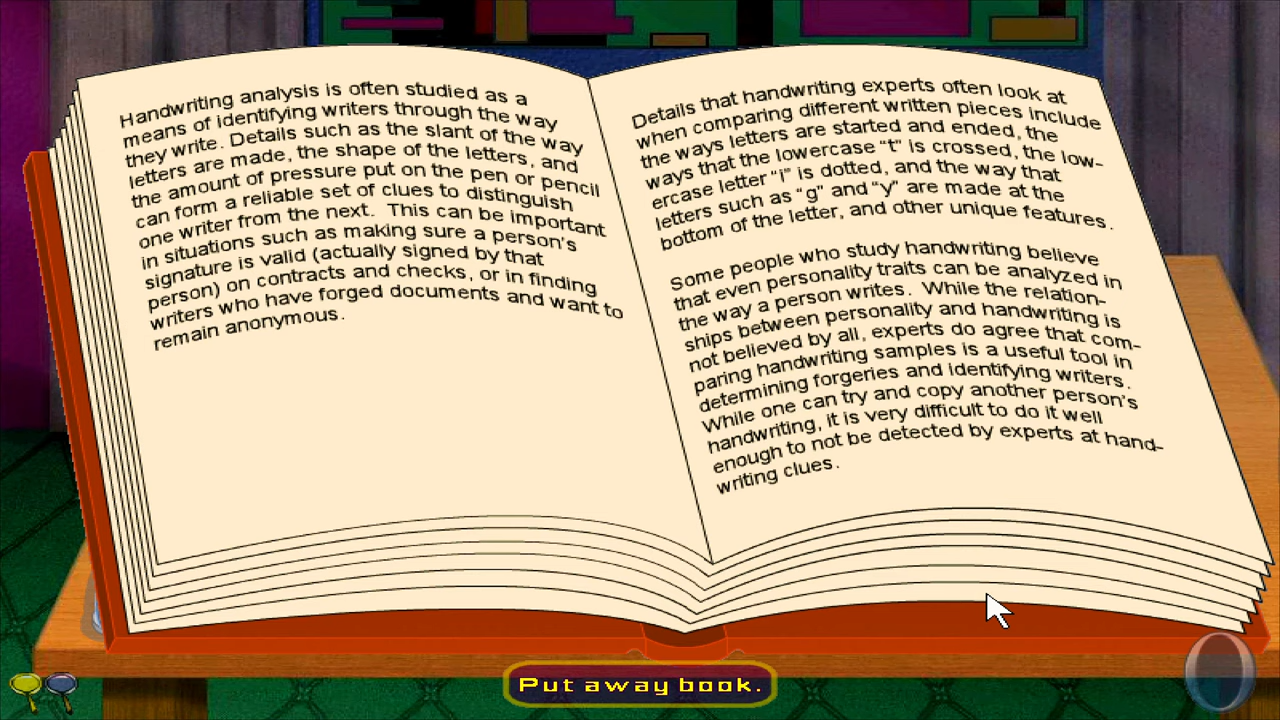 Handwriting analysis is often studied as a
means of identifying writers through the way
they write. Details such as the slant of the way
letters are made, the shape of the letters, and
the amount of pressure put on the pen or pencil
can form a reliable set of clues to distinguish
one writer from the next. This can be important
in situations such as making sure a person's
signature is valid (actually signed by that
person) on contracts and checks, or in finding
writers who have forged documents and want to
remain anonymous.
Details that handwriting experts often look at
when comparing different written pieces include
the ways letters are started and ended, the
ways that the lowercase “t” is crossed, the low-
ercase letter “i” is dotted, and the way that
letters such as “g” and “y” are made at the
bottom of the letter, and other unique features.
Some people who study handwriting believe
that even personality traits can be analyzed in
the way a person writes. While the relation-
ships between personality and handwriting is
not believed by all, experts do agree that com-
paring handwriting samples is a useful tool in
determining forgeries and identifying writers.
While one can try and copy another person's
handwriting, it is very difficult to do it well
enough to not be detected by experts at hand-
writing clues.
Put away book.